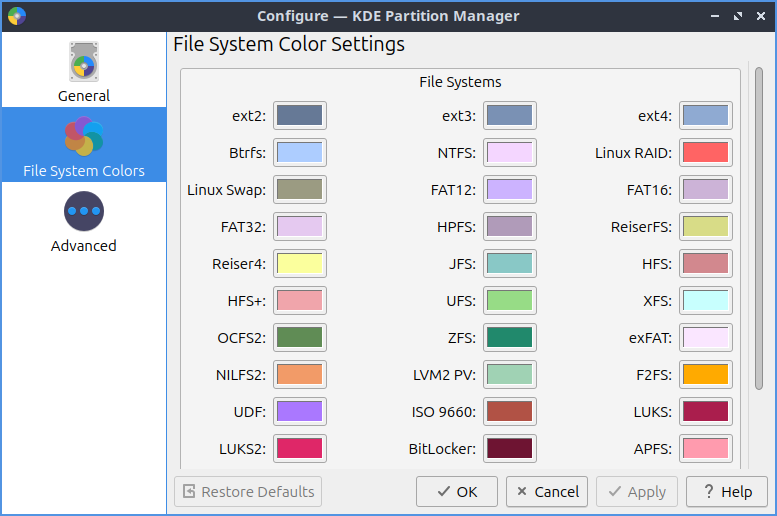 Configure — KDE Partition Manager
General
File System Colors
Advanced
File System Color Settings
File Systems
ext2: ext3: ext4:
Btrfs: NTFS: Linux RAID:
Linux Swap: FAT12: FAT16:
FAT32: HPFS: ReiserFS:
Reiser4: JFS: HFS:
HFS+: UFS: XFS:
OCFS2: ZFS: exFAT:
NILFS2: LVM2 PV: F2FS:
UDF: ISO 9660: LUKS:
LUKS2: BitLocker: APFS:
Restore Defaults OK Cancel Apply ? Help